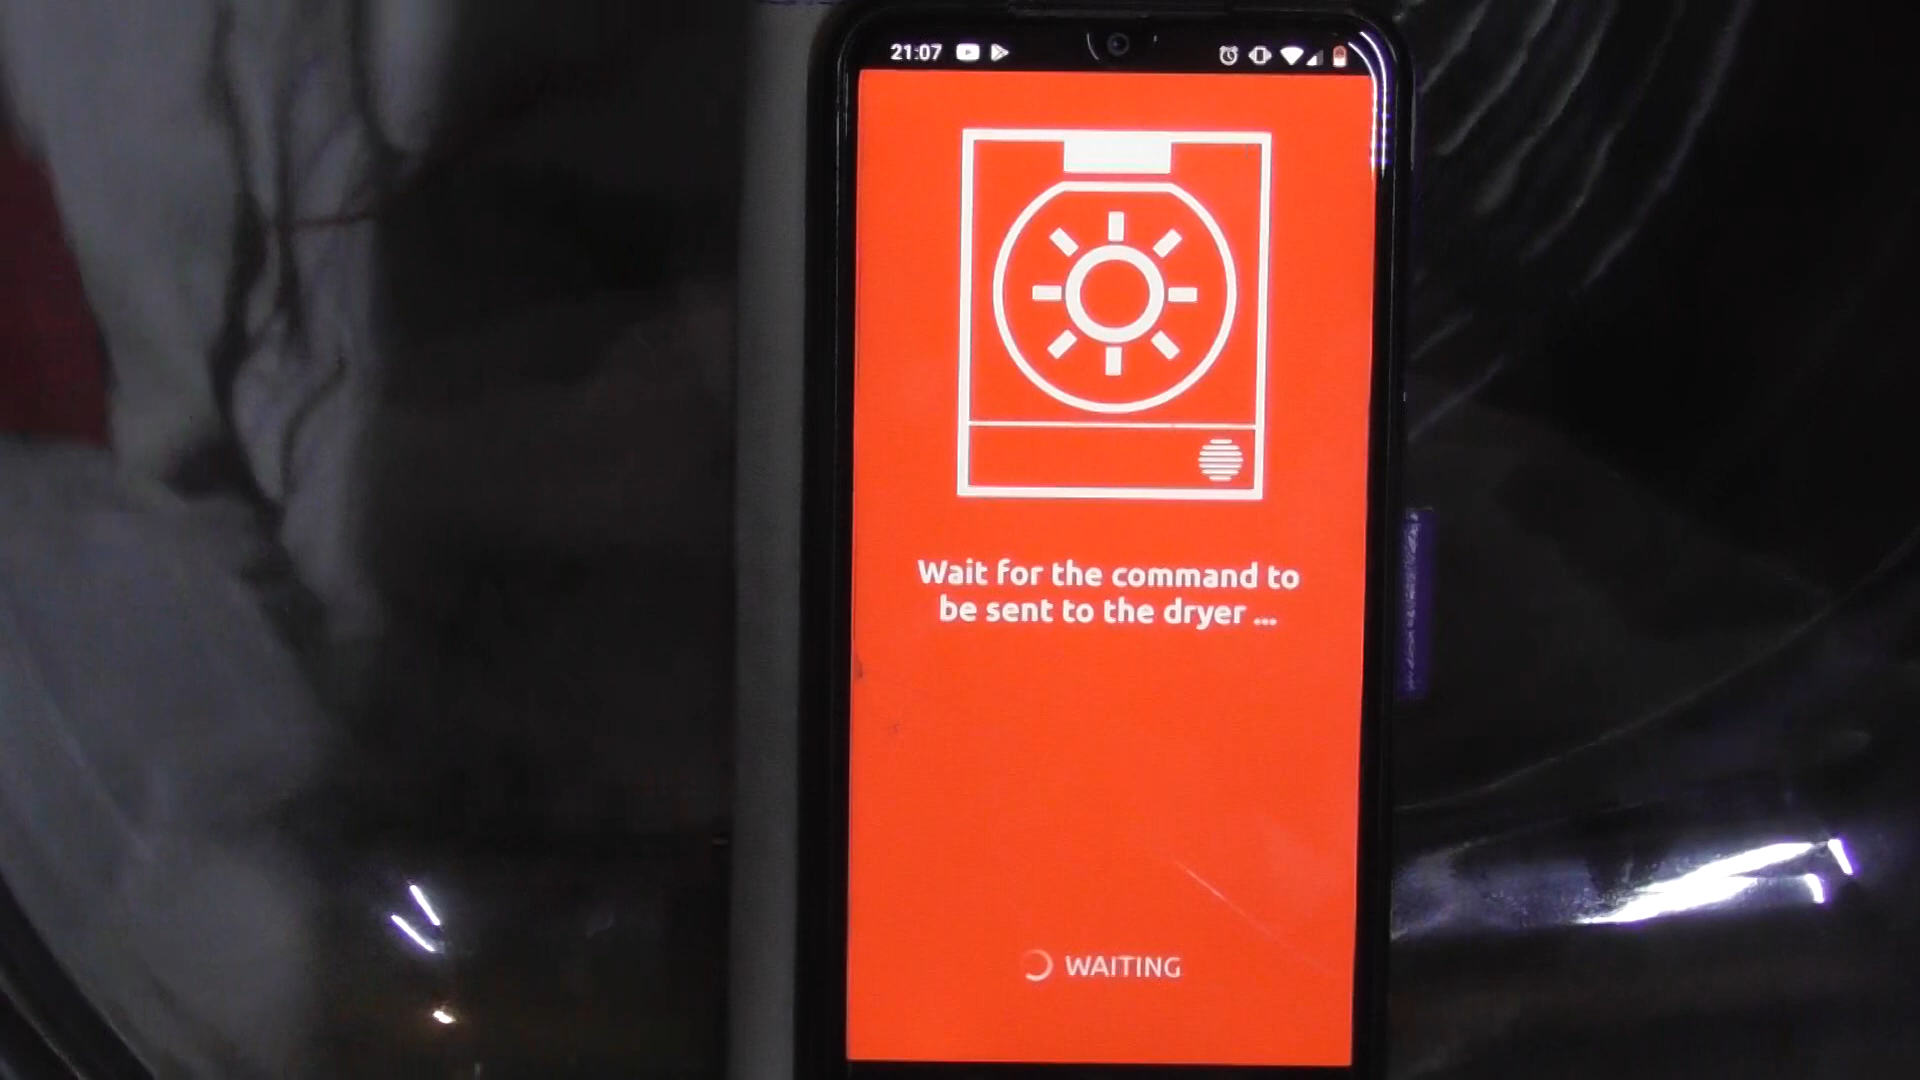 21:07
Wait for the command to
be sent to the dryer ...
WAITING